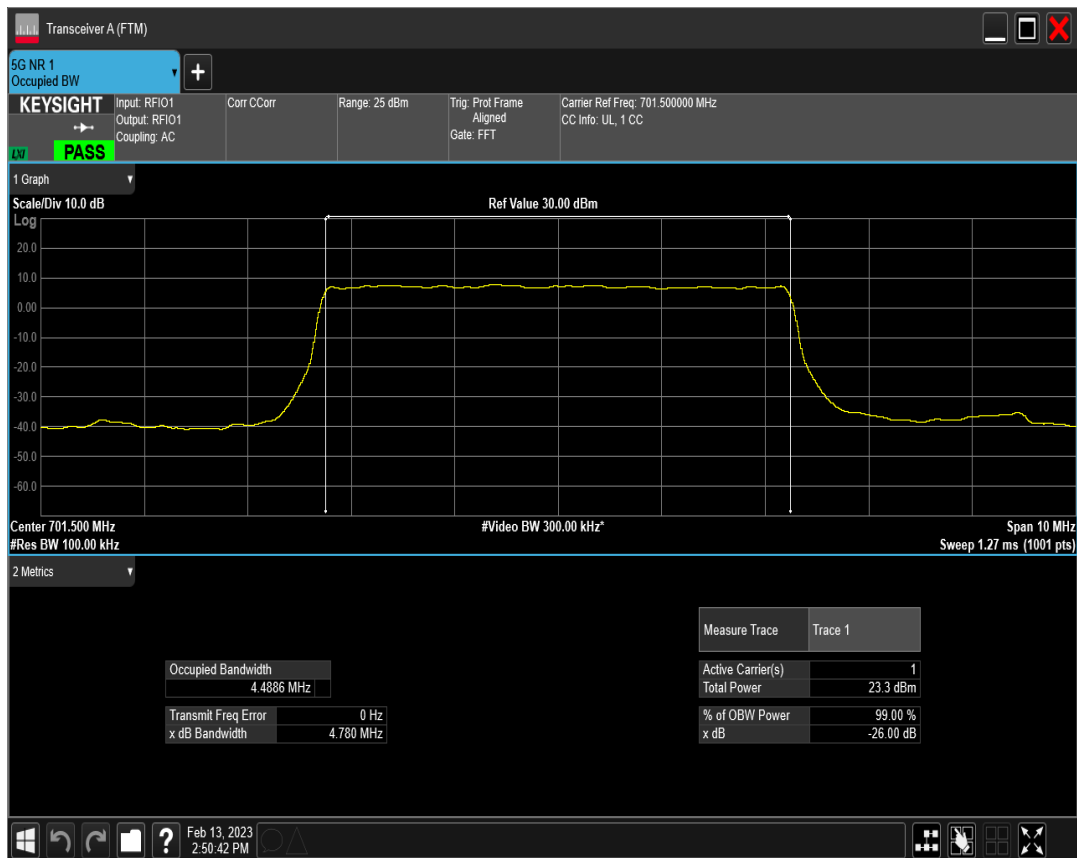 Transceiver A (FTM)
5G NR 1
Occupied BW
+
KEYSIGHT
LXI
PASS
Input: RFIO1
Output: RFIO1
Coupling: AC
Corr CCorr
Range: 25 dBm
Trig: Prot Frame
Aligned
Gate: FFT
Carrier Ref Freq: 701.500000 MHz
CC Info: UL, 1 CC
1 Graph
Scale/Div 10.0 dB
Ref Value 30.00 dBm
Log
20.0
10.0
0.00
-10.0
-20.0
-30.0
-40.0
-50.0
-60.0
Center 701.500 MHz
#Video BW 300.00 kHz*
Span 10 MHz
#Res BW 100.00 kHz
Sweep 1.27 ms (1001 pts)
2 Metrics
Measure Trace Trace 1
Occupied Bandwidth
4.4886 MHz
Active Carrier(s) 1
Total Power 23.3 dBm
Transmit Freq Error 0 Hz
x dB Bandwidth 4.780 MHz
% of OBW Power 99.00 %
x dB -26.00 dB
?
Feb 13, 2023
2:50:42 PM